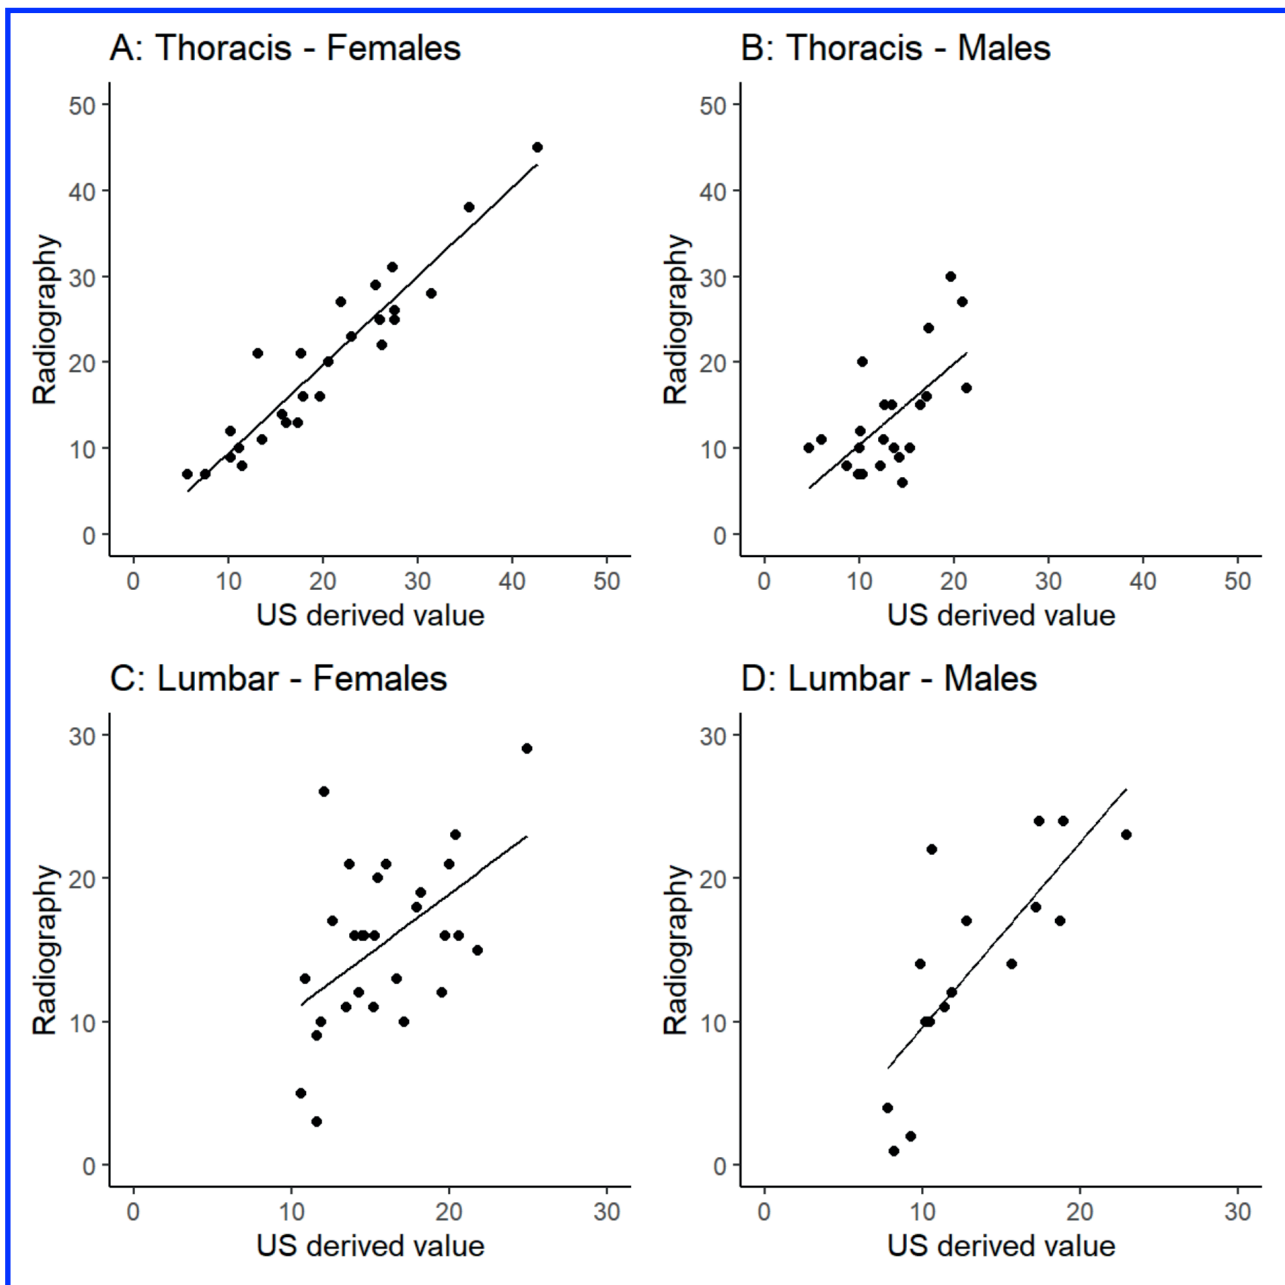 A: Thoracis - Females
50
40
30
20
10
0
Radiography
0 10 20 30 40 50
US derived value
B: Thoracis - Males
50
40
30
20
10
0
Radiography
0 10 20 30 40 50
US derived value
C: Lumbar - Females
30
20
10
0
Radiography
0 10 20 30
US derived value
D: Lumbar - Males
30
20
10
0
Radiography
0 10 20 30
US derived value